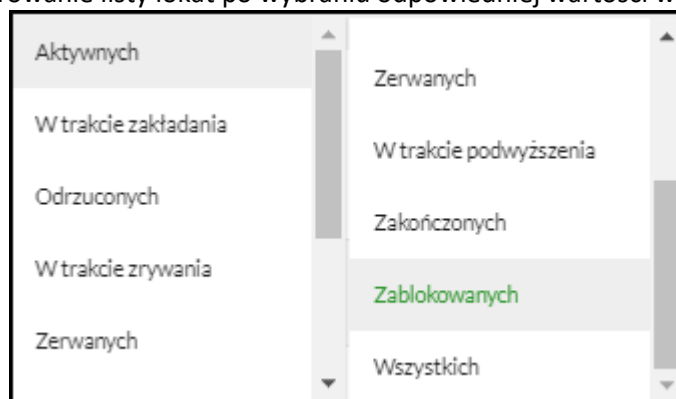 listy lokat po wybraniu odpowiedniej wartości w
Aktywnych
W trakcie zakładania
Odrzuconych
W trakcie zrywania
Zerwanych
Zerwanych
W trakcie podwyższenia
Zakończonych
Zablokowanych
Wszystkich